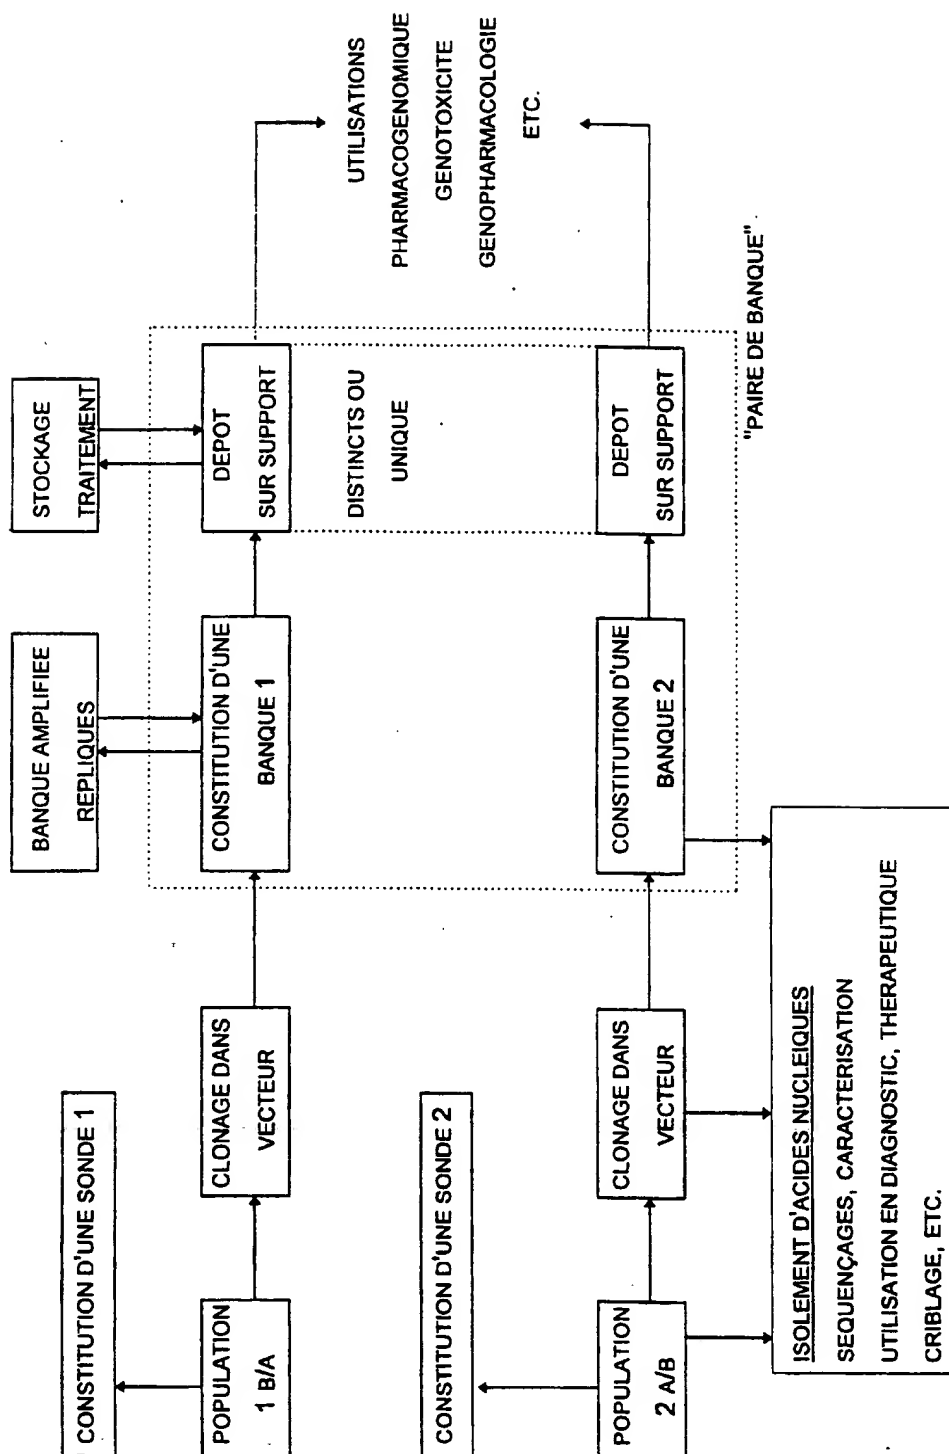 CONSTITUTION D'UNE SONDE 1
POPULATION
1 B/A
CLONAGE DANS
VECTEUR
BANQUE AMPLIFIEE
REPLIQUES
CONSTITUTION D'UNE
BANQUE 1
STOCKAGE
TRAITEMENT
DEPOT
SUR SUPPORT
DISTINCTS OU
UNIQUE
UTILISATIONS
PHARMACOGENOMIQUE
GENOTOXICITE
GENOPHARMACOLOGIE
ETC.
CONSTITUTION D'UNE SONDE 2
POPULATION
2 A/B
CLONAGE DANS
VECTEUR
CONSTITUTION D'UNE
BANQUE 2
DEPOT
SUR SUPPORT
"PAIRE DE BANQUE"
ISOLEMENT D'ACIDES NUCLEIQUES
SEQUENÇAGES, CARACTERISATION
UTILISATION EN DIAGNOSTIC, THERAPEUTIQUE
CRIBLAGE, ETC.